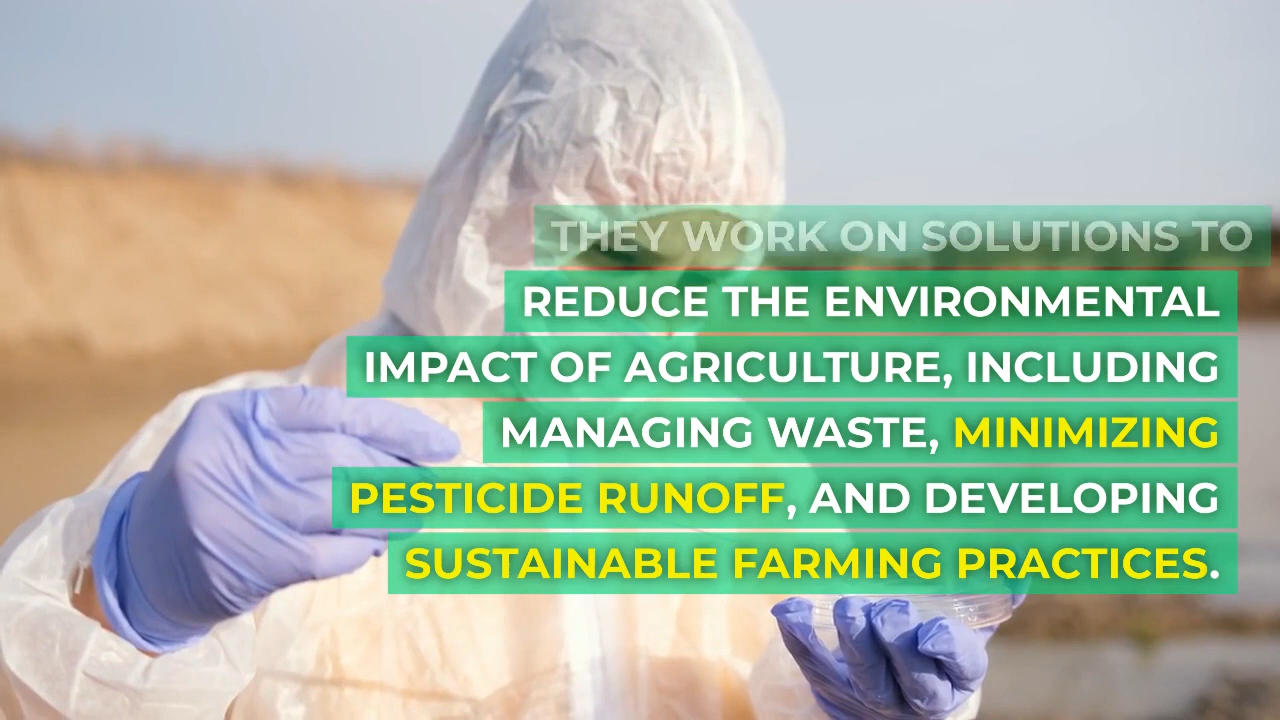 THEY WORK ON SOLUTIONS TO
REDUCE THE ENVIRONMENTAL
IMPACT OF AGRICULTURE, INCLUDING
MANAGING WASTE, MINIMIZING
PESTICIDE RUNOFF, AND DEVELOPING
SUSTAINABLE FARMING PRACTICES.